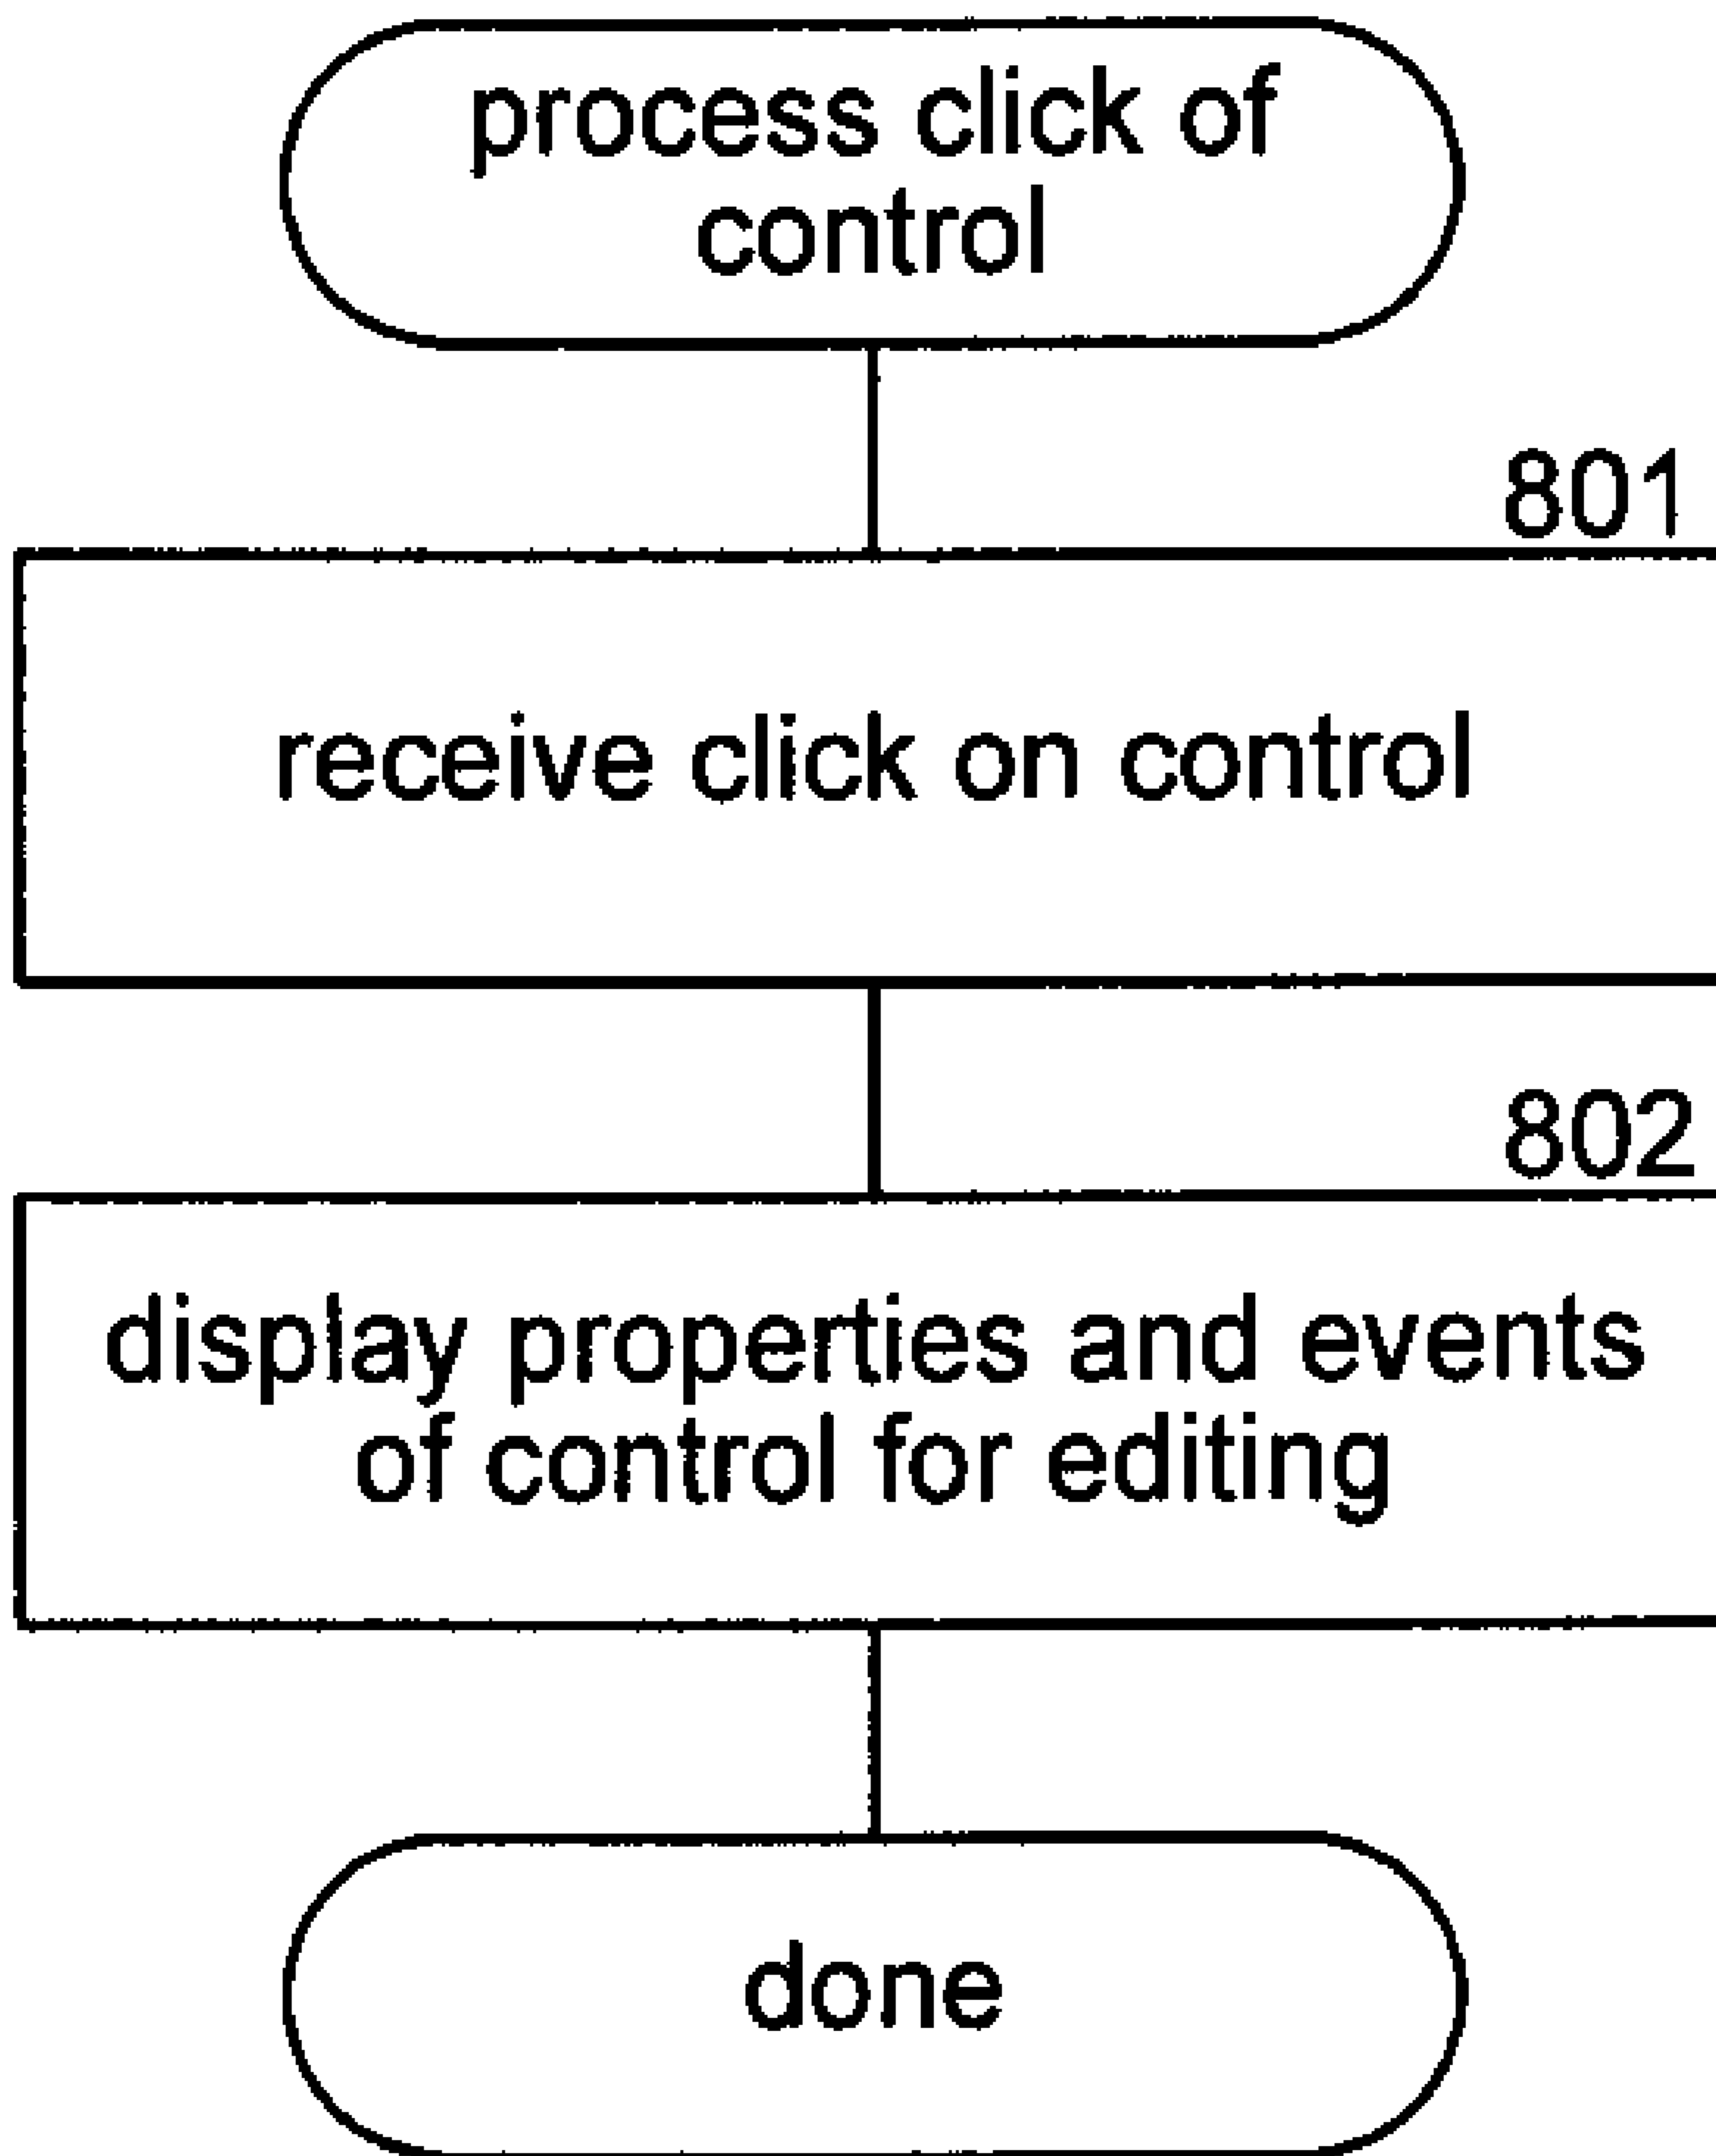 process click of
control
801
receive click on control
802
display properties and events
of control for editing
done